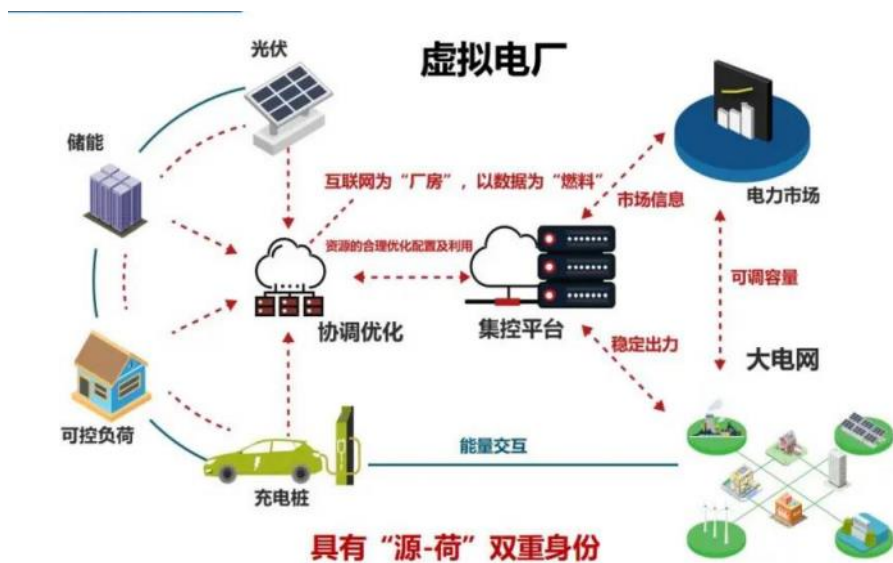 虚拟电厂
光伏
储能
互联网为“厂房”，以数据为“燃料”
市场信息
电力市场
资源的合理优化配置及利用
协调优化
集控平台
可调容量
稳定出力
大电网
可控负荷
能量交互
充电桩
具有“源-荷”双重身份